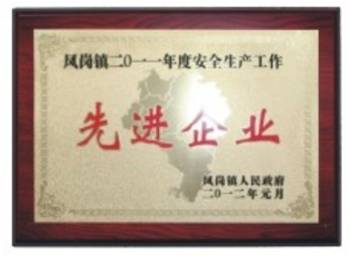 凤岗镇二〇一一年度安全生产工作
先进企业
凤岗镇人民政府
二〇一二年元月